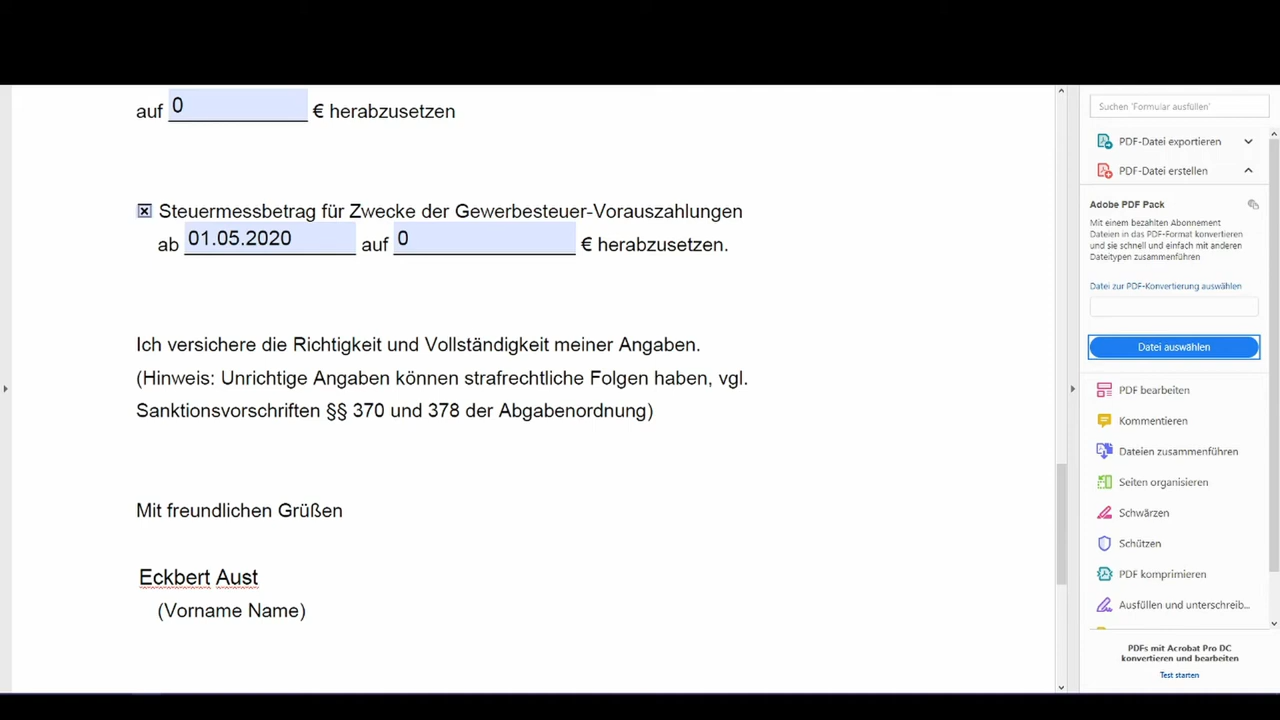 auf 0 € herabzusetzen
Steuermessbetrag für Zwecke der Gewerbesteuer-Vorauszahlungen
ab 01.05.2020 auf 0 € herabzusetzen.
Ich versichere die Richtigkeit und Vollständigkeit meiner Angaben.
(Hinweis: Unrichtige Angaben können strafrechtliche Folgen haben, vgl.
Sanktionsvorschriften §§ 370 und 378 der Abgabenordnung)
Mit freundlichen Grüßen
Eckbert Aust
(Vorname Name)
Suchen 'Formular ausfüllen'
PDF-Datei exportieren
PDF-Datei erstellen
Adobe PDF Pack
Mit einem bezahlten Abonnement
Dateien in das PDF-Format konvertieren
und sie schnell und einfach mit anderen
Dateitypen zusammenführen
Datei zur PDF-Konvertierung auswählen
Datei auswählen
PDF bearbeiten
Kommentieren
Dateien zusammenführen
Seiten organisieren
Schwärzen
Schützen
PDF komprimieren
Ausfüllen und unterschreib...
PDFs mit Acrobat Pro DC
konvertieren und bearbeiten
Test starten